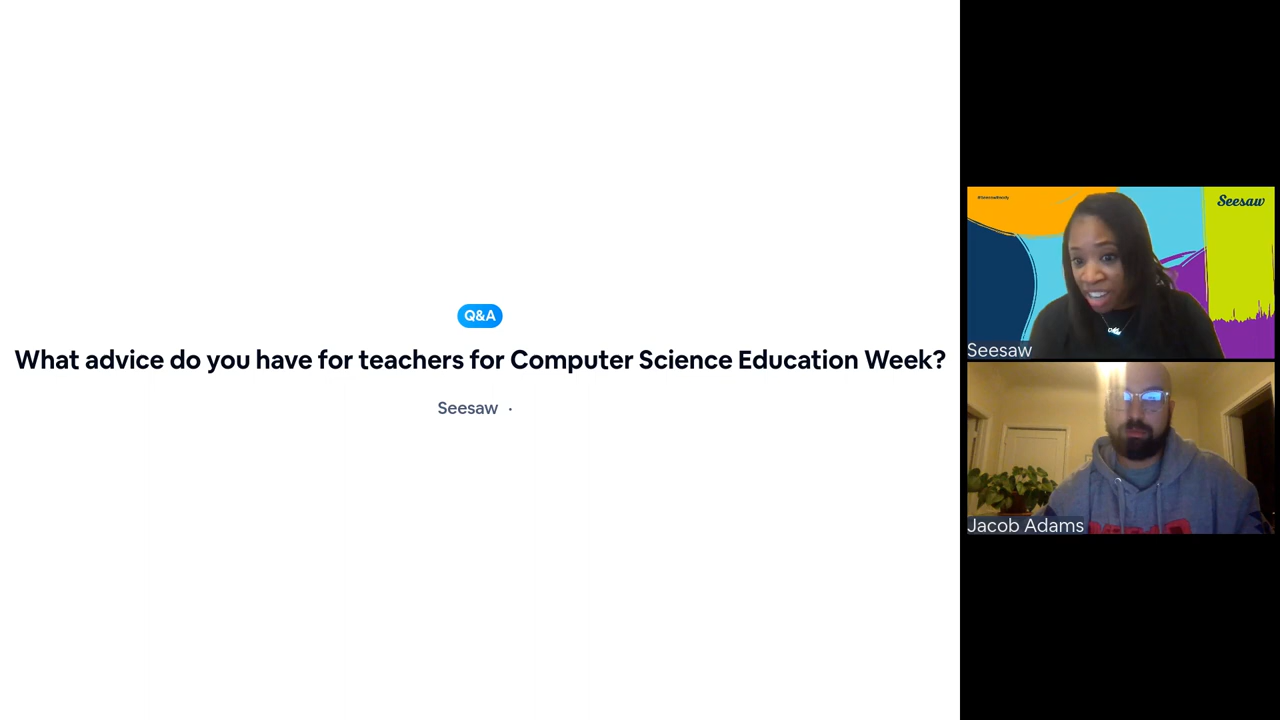 Q&A
What advice do you have for teachers for Computer Science Education Week?
Seesaw ·
Seesaw
Seesaw
Jacob Adams